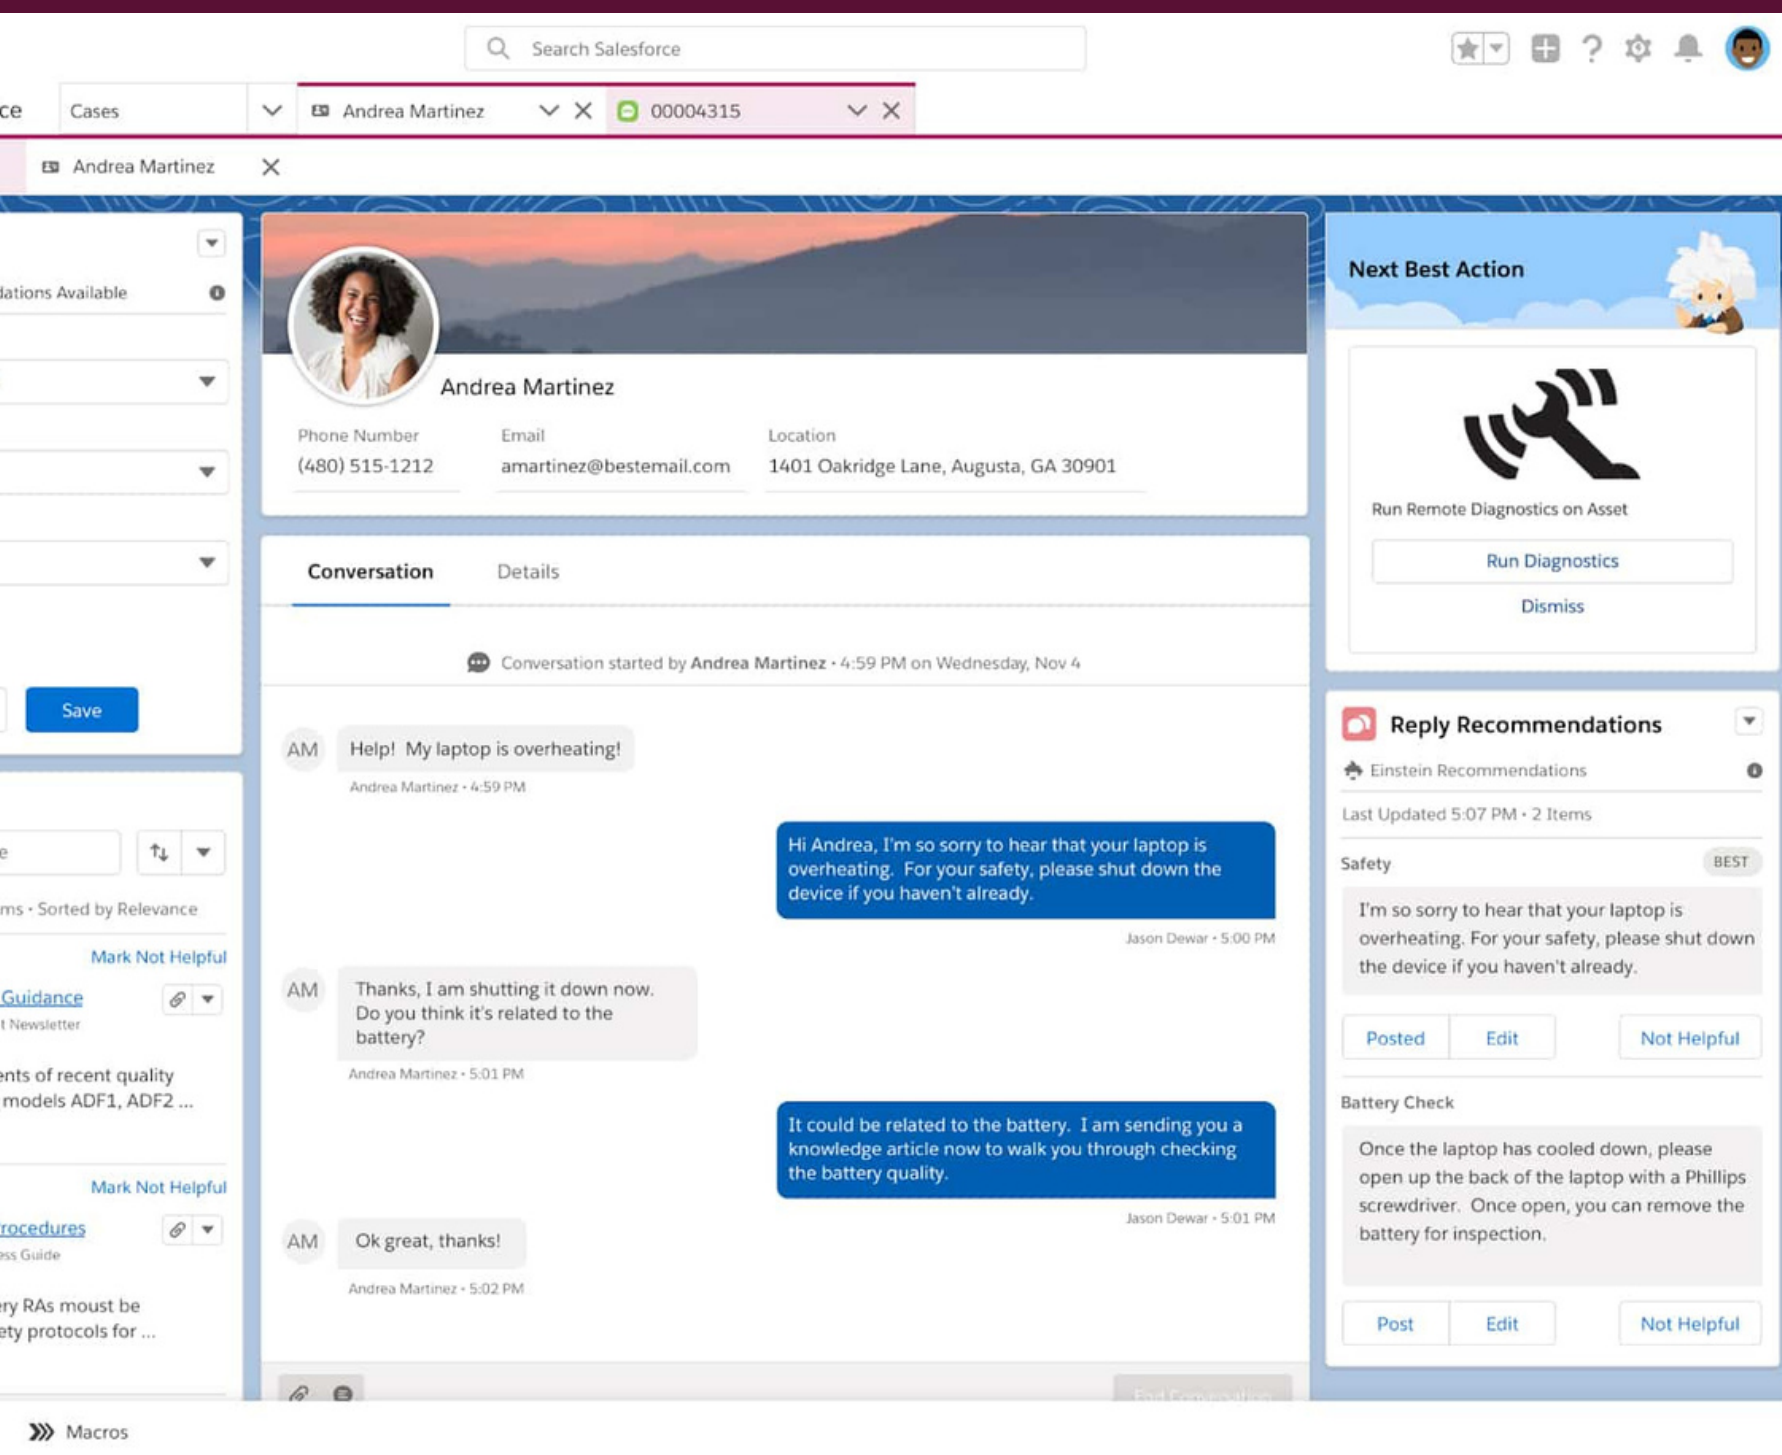 Search Salesforce
Cases
Andrea Martinez
00004315
Andrea Martinez
Available
Save
Sorted by Relevance
Mark Not Helpful
Guidance
Newsletter
of recent quality
models ADF1, ADF2 ...
Mark Not Helpful
Guide
RAs moust be
protocols for ...
Andrea Martinez
Phone Number
(480) 515-1212
Email
amartinez@bestemail.com
Location
1401 Oakridge Lane, Augusta, GA 30901
Conversation
Details
Conversation started by Andrea Martinez • 4:59 PM on Wednesday, Nov 4
AM
Help! My laptop is overheating!
Andrea Martinez • 4:59 PM
Hi Andrea, I'm so sorry to hear that your laptop is
overheating. For your safety, please shut down the
device if you haven't already.
Jason Dewar • 5:00 PM
AM
Thanks, I am shutting it down now.
Do you think it's related to the
battery?
Andrea Martinez • 5:01 PM
It could be related to the battery. I am sending you a
knowledge article now to walk you through checking
the battery quality.
Jason Dewar • 5:01 PM
AM
Ok great, thanks!
Andrea Martinez • 5:02 PM
End Conversation
Next Best Action
Run Remote Diagnostics on Asset
Run Diagnostics
Dismiss
Reply Recommendations
Einstein Recommendations
Last Updated 5:07 PM • 2 Items
Safety
BEST
I'm so sorry to hear that your laptop is
overheating. For your safety, please shut down
the device if you haven't already.
Posted
Edit
Not Helpful
Battery Check
Once the laptop has cooled down, please
open up the back of the laptop with a Phillips
screwdriver. Once open, you can remove the
battery for inspection.
Post
Edit
Not Helpful
Macros